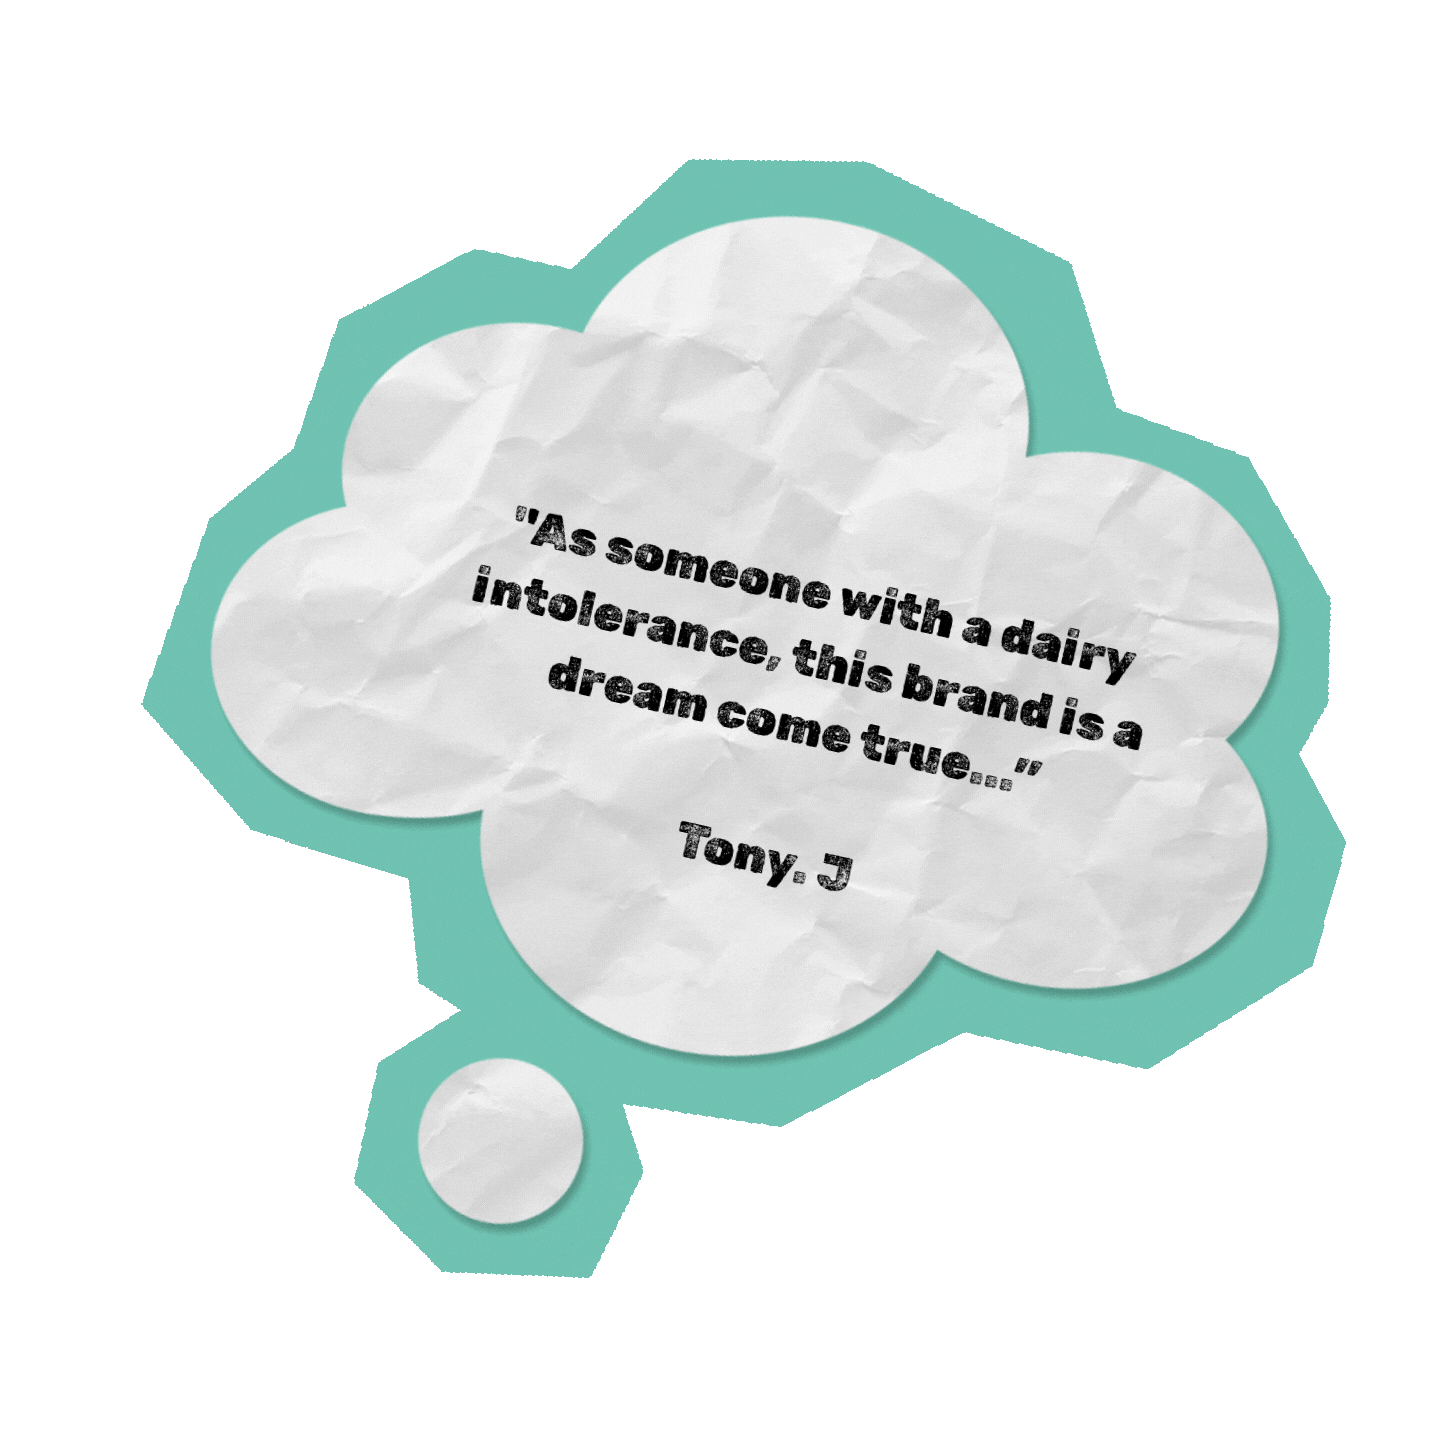 "As someone with a dairy
intolerance, this brand is a
dream come true...”
Tony. J